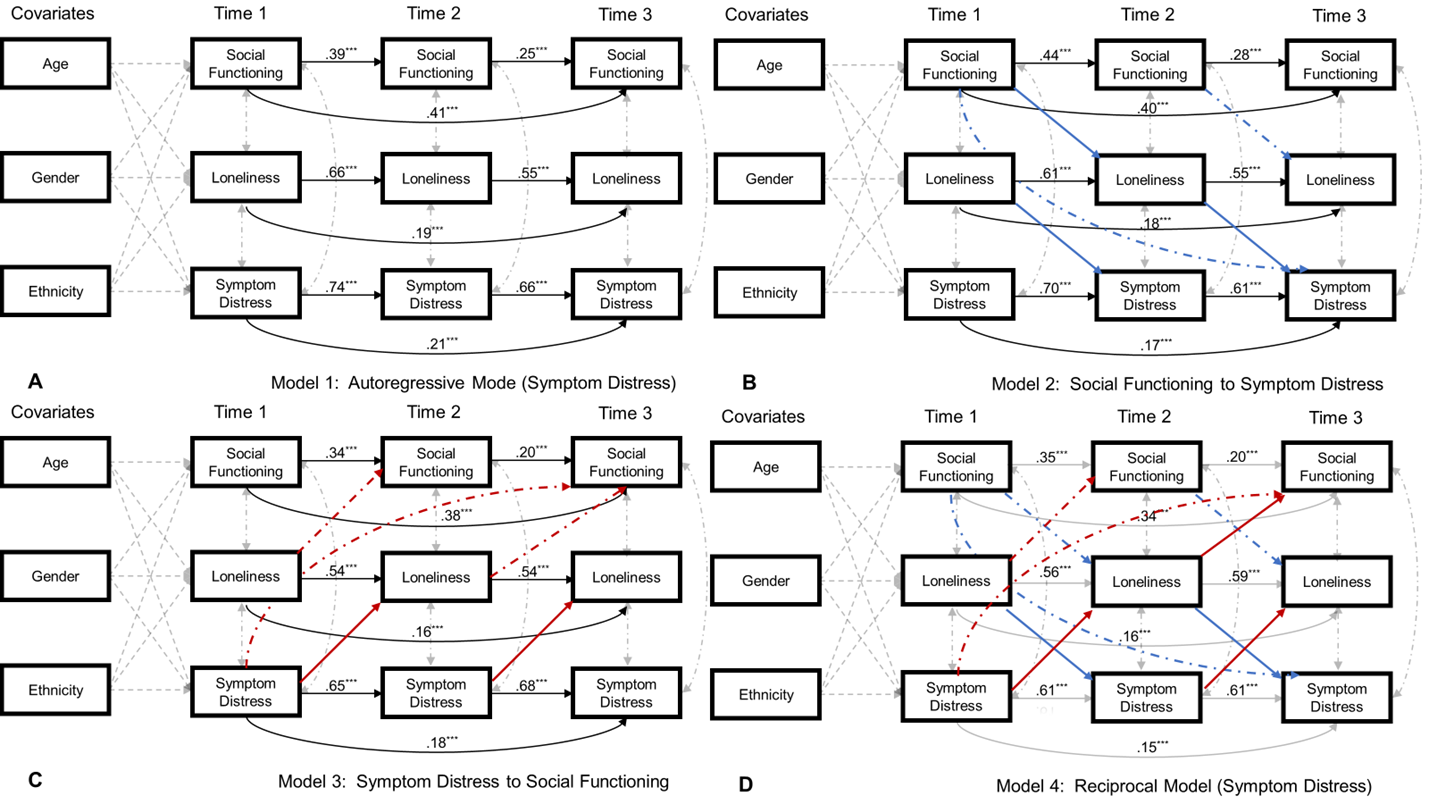 Covariates
Time 1
Time 2
Time 3
Age
Gender
Ethnicity
Social
Functioning
Social
Functioning
Social
Functioning
.39***
.25***
.41***
Loneliness
Loneliness
Loneliness
.66***
.55***
.19***
Symptom
Distress
Symptom
Distress
Symptom
Distress
.74***
.66***
.21***
A
Model 1: Autoregressive Mode (Symptom Distress)
Covariates
Time 1
Time 2
Time 3
Age
Gender
Ethnicity
Social
Functioning
Social
Functioning
Social
Functioning
.44***
.28***
.40***
Loneliness
Loneliness
Loneliness
.61***
.55***
.18***
Symptom
Distress
Symptom
Distress
Symptom
Distress
.70***
.61***
.17***
B
Model 2: Social Functioning to Symptom Distress
Covariates
Time 1
Time 2
Time 3
Age
Gender
Ethnicity
Social
Functioning
Social
Functioning
Social
Functioning
.34***
.20***
.38***
Loneliness
Loneliness
Loneliness
.54***
.54***
.16***
Symptom
Distress
Symptom
Distress
Symptom
Distress
.65***
.68***
.18***
C
Model 3: Symptom Distress to Social Functioning
Covariates
Time 1
Time 2
Time 3
Age
Gender
Ethnicity
Social
Functioning
Social
Functioning
Social
Functioning
.35***
.20***
.34***
Loneliness
Loneliness
Loneliness
.56***
.59***
.16***
Symptom
Distress
Symptom
Distress
Symptom
Distress
.61***
.61***
.15***
D
Model 4: Reciprocal Model (Symptom Distress)